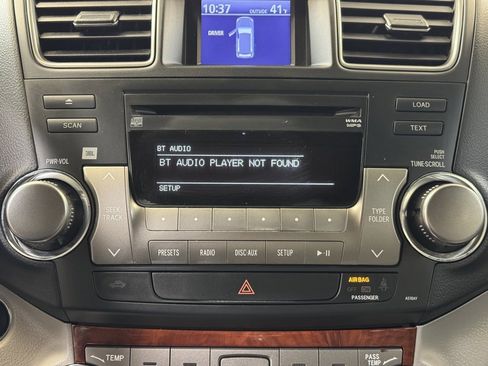 10:37 OUTSIDE 41°F
DRIVER
LOAD
SCAN
WMA
MP3
TEXT
PWR·VOL
JBL
BT AUDIO
BT AUDIO PLAYER NOT FOUND
SETUP
PUSH
SELECT
TUNE/SCROLL
SEEK
TRACK
TYPE
FOLDER
PRESETS RADIO DISC·AUX SETUP
AIRBAG
OFF
PASSENGER
TEMP
PASS
TEMP